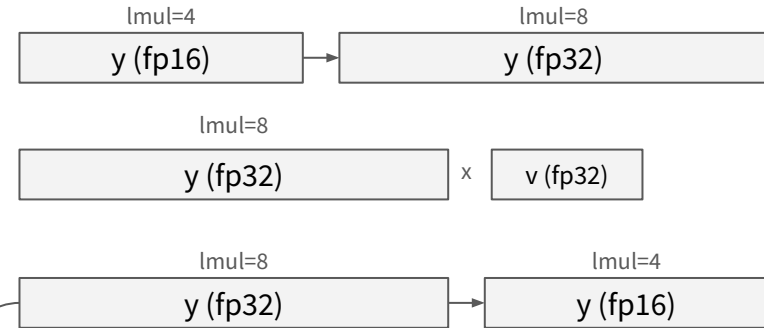 lmul=4 lmul=8
y (fp16) y (fp32)
lmul=8
y (fp32) x v (fp32)
lmul=8 lmul=4
y (fp32) y (fp16)